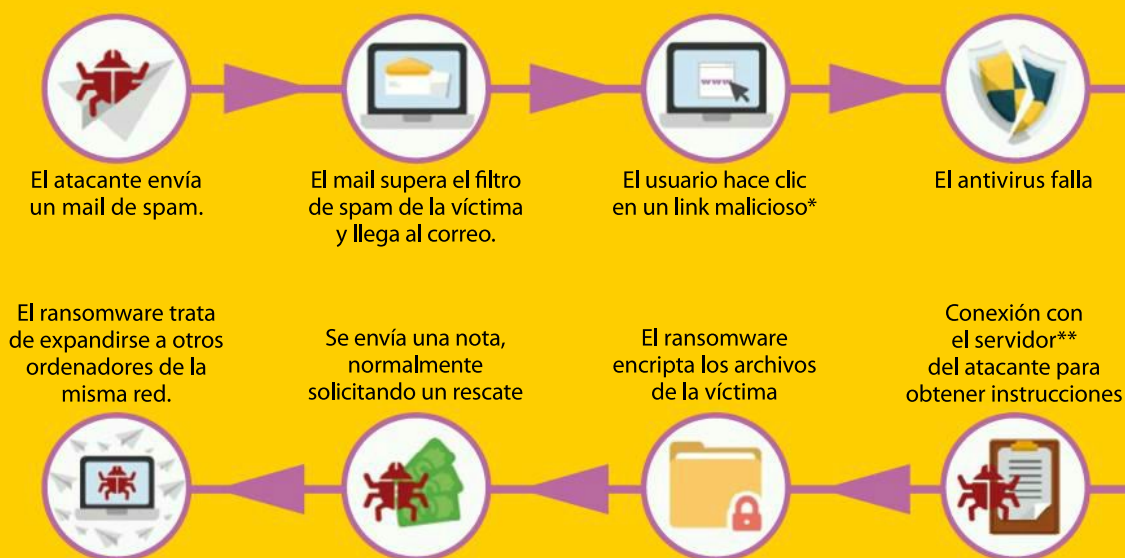 El atacante envía
un mail de spam.
El mail supera el filtro
de spam de la víctima
y llega al correo.
El usuario hace clic
en un link malicioso*
www
El antivirus falla
Conexión con
el servidor**
del atacante para
obtener instrucciones
El ransomware
encripta los archivos
de la víctima
Se envía una nota,
normalmente
solicitando un rescate
El ransomware trata
de expandirse a otros
ordenadores de la
misma red.